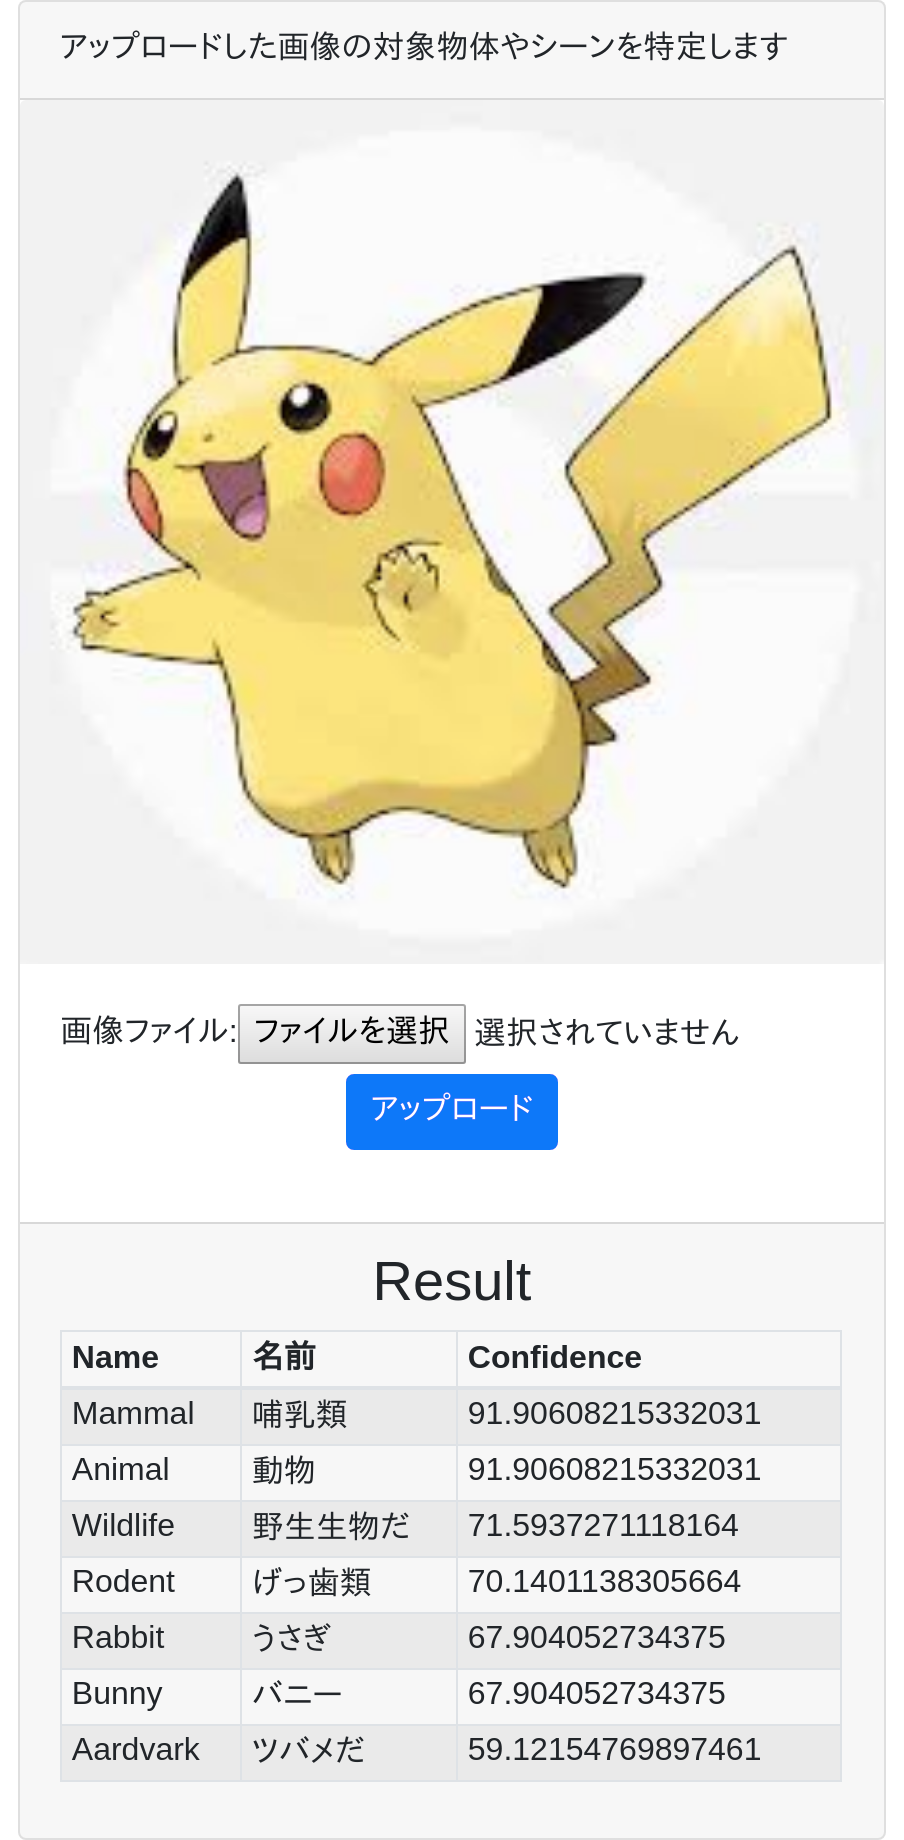 アップロードした画像の対象物体やシーンを特定します
画像ファイル: ファイルを選択 選択されていません
アップロード
Result
Name 名前 Confidence
Mammal 哺乳類 91.90608215332031
Animal 動物 91.90608215332031
Wildlife 野生生物だ 71.5937271118164
Rodent げっ歯類 70.1401138305664
Rabbit うさぎ 67.904052734375
Bunny バニー 67.904052734375
Aardvark ツバメだ 59.12154769897461